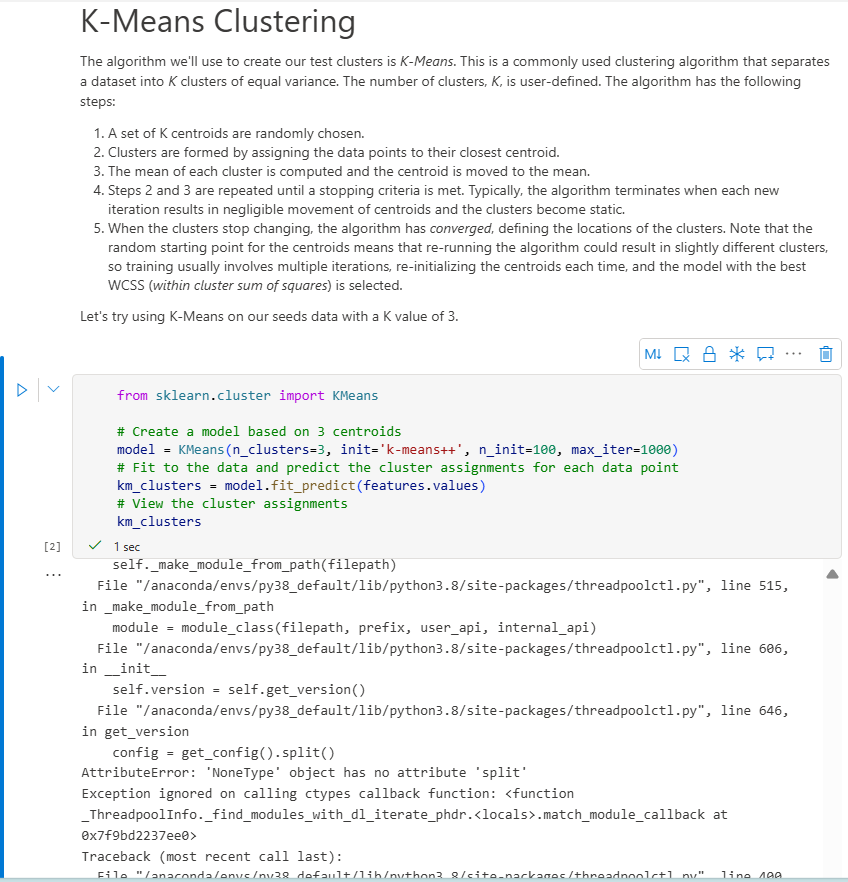 K-Means Clustering
The algorithm we'll use to create our test clusters is K-Means. This is a commonly used clustering algorithm that separates
a dataset into K clusters of equal variance. The number of clusters, K, is user-defined. The algorithm has the following
steps:
1. A set of K centroids are randomly chosen.
2. Clusters are formed by assigning the data points to their closest centroid.
3. The mean of each cluster is computed and the centroid is moved to the mean.
4. Steps 2 and 3 are repeated until a stopping criteria is met. Typically, the algorithm terminates when each new
iteration results in negligible movement of centroids and the clusters become static.
5. When the clusters stop changing, the algorithm has converged, defining the locations of the clusters. Note that the
random starting point for the centroids means that re-running the algorithm could result in slightly different clusters,
so training usually involves multiple iterations, re-initializing the centroids each time, and the model with the best
WCSS (within cluster sum of squares) is selected.
Let's try using K-Means on our seeds data with a K value of 3.
M↓
from sklearn.cluster import KMeans
# Create a model based on 3 centroids
model = KMeans(n_clusters=3, init='k-means++', n_init=100, max_iter=1000)
# Fit to the data and predict the cluster assignments for each data point
km_clusters = model.fit_predict(features.values)
# View the cluster assignments
km_clusters
[2]
1 sec
self._make_module_from_path(filepath)
File "/anaconda/envs/py38_default/lib/python3.8/site-packages/threadpoolctl.py", line 515,
in _make_module_from_path
module = module_class(filepath, prefix, user_api, internal_api)
File "/anaconda/envs/py38_default/lib/python3.8/site-packages/threadpoolctl.py", line 606,
in __init__
self.version = self.get_version()
File "/anaconda/envs/py38_default/lib/python3.8/site-packages/threadpoolctl.py", line 646,
in get_version
config = get_config().split()
AttributeError: 'NoneType' object has no attribute 'split'
Exception ignored on calling ctypes callback function: <function
_ThreadpoolInfo._find_modules_with_dl_iterate_phdr.<locals>.match_module_callback at
0x7f9bd2237ee0>
Traceback (most recent call last):
File "/anaconda/envs/py38_default/lib/python3.8/site-packages/threadpoolctl.py", line 400